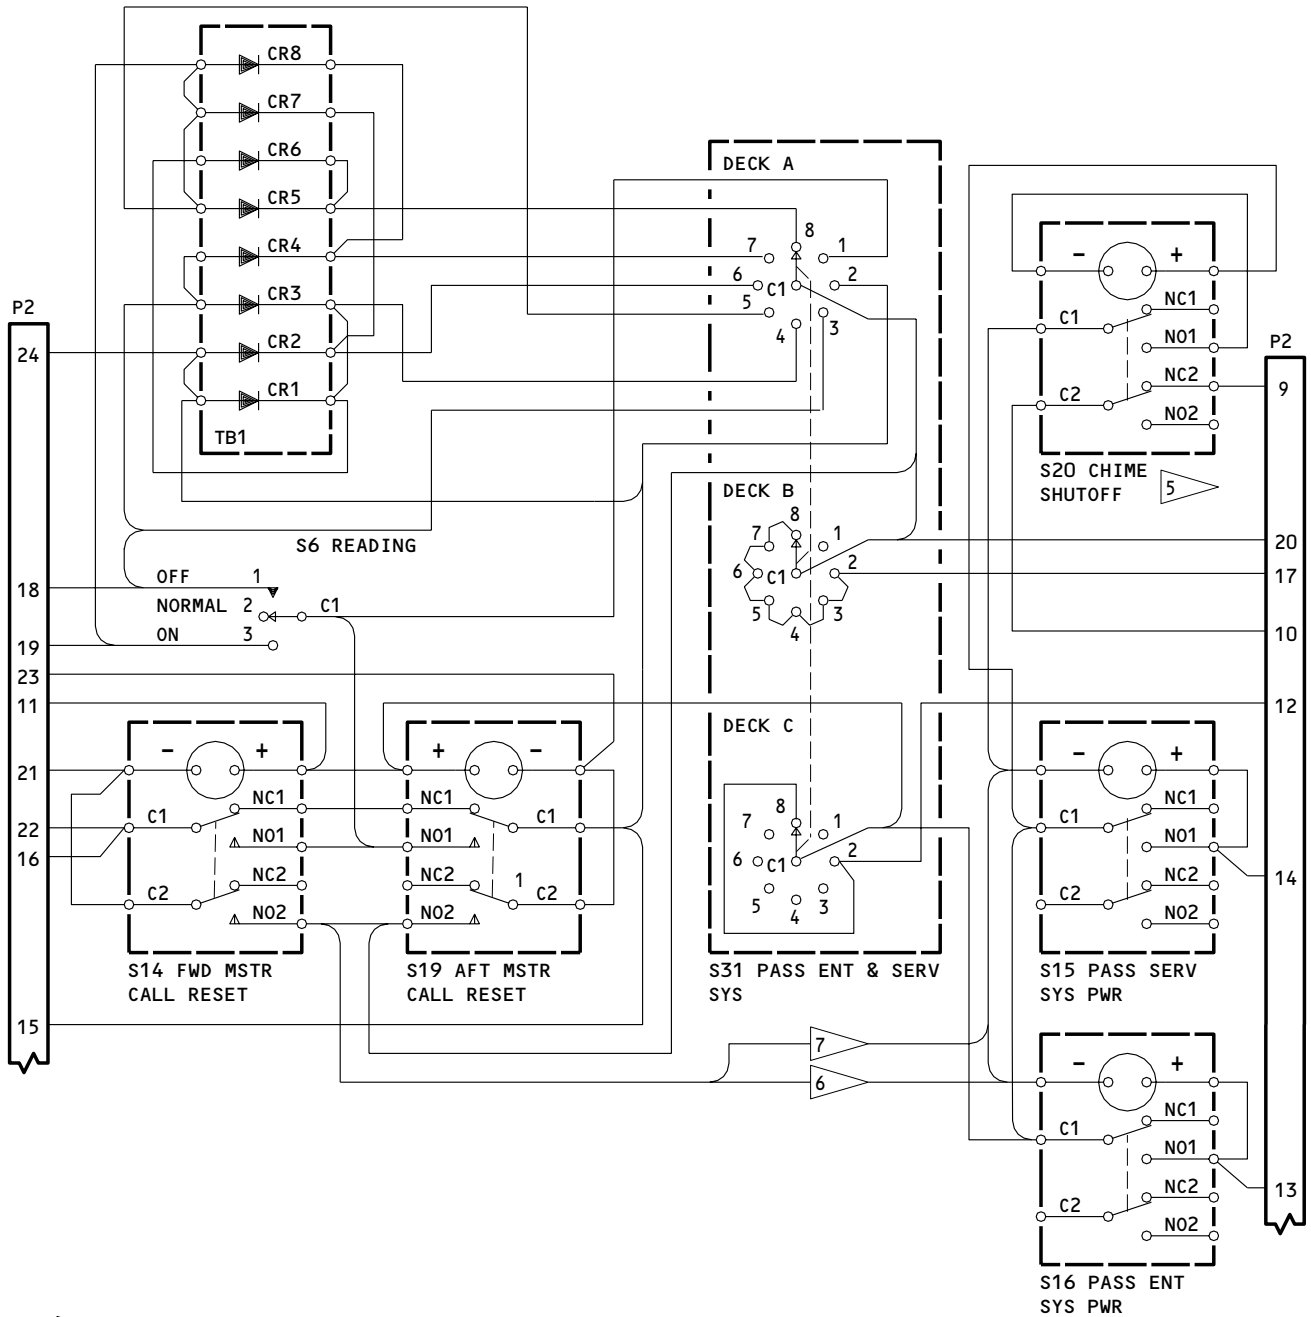 CR8
CR7
CR6
CR5
CR4
CR3
CR2
CR1
TB1
P2
24
18
19
23
11
21
22
16
15
S6 READING
OFF 1
NORMAL 2 C1
ON 3
DECK A
8
7 1
6 C1 2
5 3
4
DECK B
8
7 1
6 C1 2
5 3
4
DECK C
8
7 1
6 C1 2
5 3
4
S31 PASS ENT & SERV
SYS
- +
C1 NC1
NO1
C2 NC2
NO2
S14 FWD MSTR
CALL RESET
+ -
NC1 C1
NO1
NC2 1 C2
NO2
S19 AFT MSTR
CALL RESET
7
6
- +
C1 NC1
NO1
C2 NC2
NO2
S20 CHIME
SHUTOFF 5
- +
C1 NC1
NO1
C2 NC2
NO2
S15 PASS SERV
SYS PWR
- +
C1 NC1
NO1
C2 NC2
NO2
S16 PASS ENT
SYS PWR
P2
9
20
17
10
12
14
13